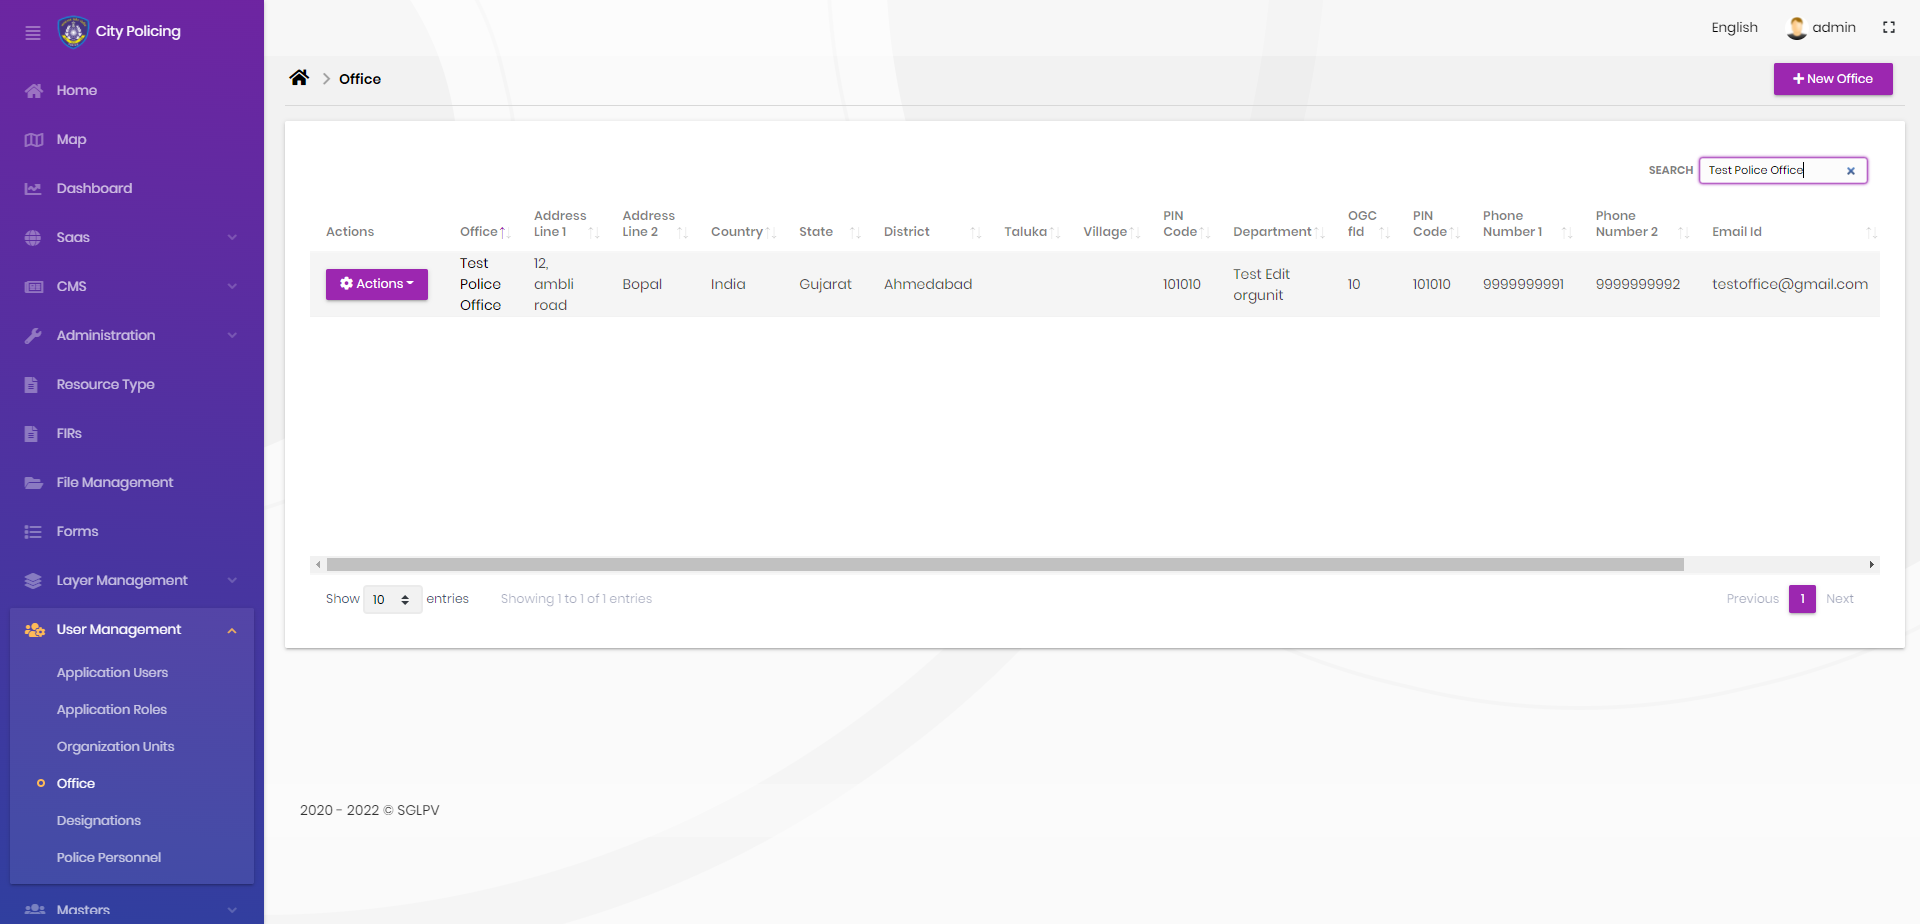 City Policing
English
admin
Home
Map
Dashboard
Saas
CMS
Administration
Resource Type
FIRs
File Management
Forms
Layer Management
User Management
Application Users
Application Roles
Organization Units
Office
Designations
Police Personnel
Masters
Office
New Office
SEARCH Test Police Office
Actions
Office
Address
Line 1
Address
Line 2
Country
State
District
Taluka
Village
PIN
Code
Department
OGC
fId
PIN
Code
Phone
Number 1
Phone
Number 2
Email Id
Actions
Test
Police
Office
12,
ambli
road
Bopal
India
Gujarat
Ahmedabad
101010
Test Edit
orgunit
10
101010
9999999991
9999999992
testoffice@gmail.com
Show 10 entries
Showing 1 to 1 of 1 entries
Previous 1 Next
2020 - 2022 © SGLPV